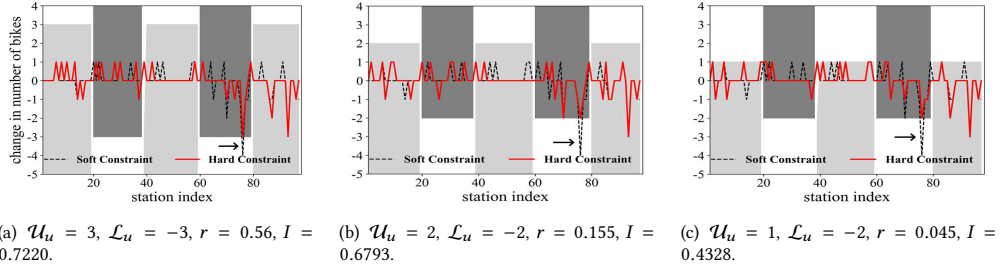 change in number of bikes
4
3
2
1
0
-1
-2
-3
-4
-5
20 40 60 80
station index
Soft Constraint Hard Constraint
4
3
2
1
0
-1
-2
-3
-4
-5
20 40 60 80
station index
Soft Constraint Hard Constraint
4
3
2
1
0
-1
-2
-3
-4
-5
20 40 60 80
station index
Soft Constraint Hard Constraint
(a) 𝒰u = 3, ℒu = −3, r = 0.56, I =
0.7220.
(b) 𝒰u = 2, ℒu = −2, r = 0.155, I =
0.6793.
(c) 𝒰u = 1, ℒu = −2, r = 0.045, I =
0.4328.